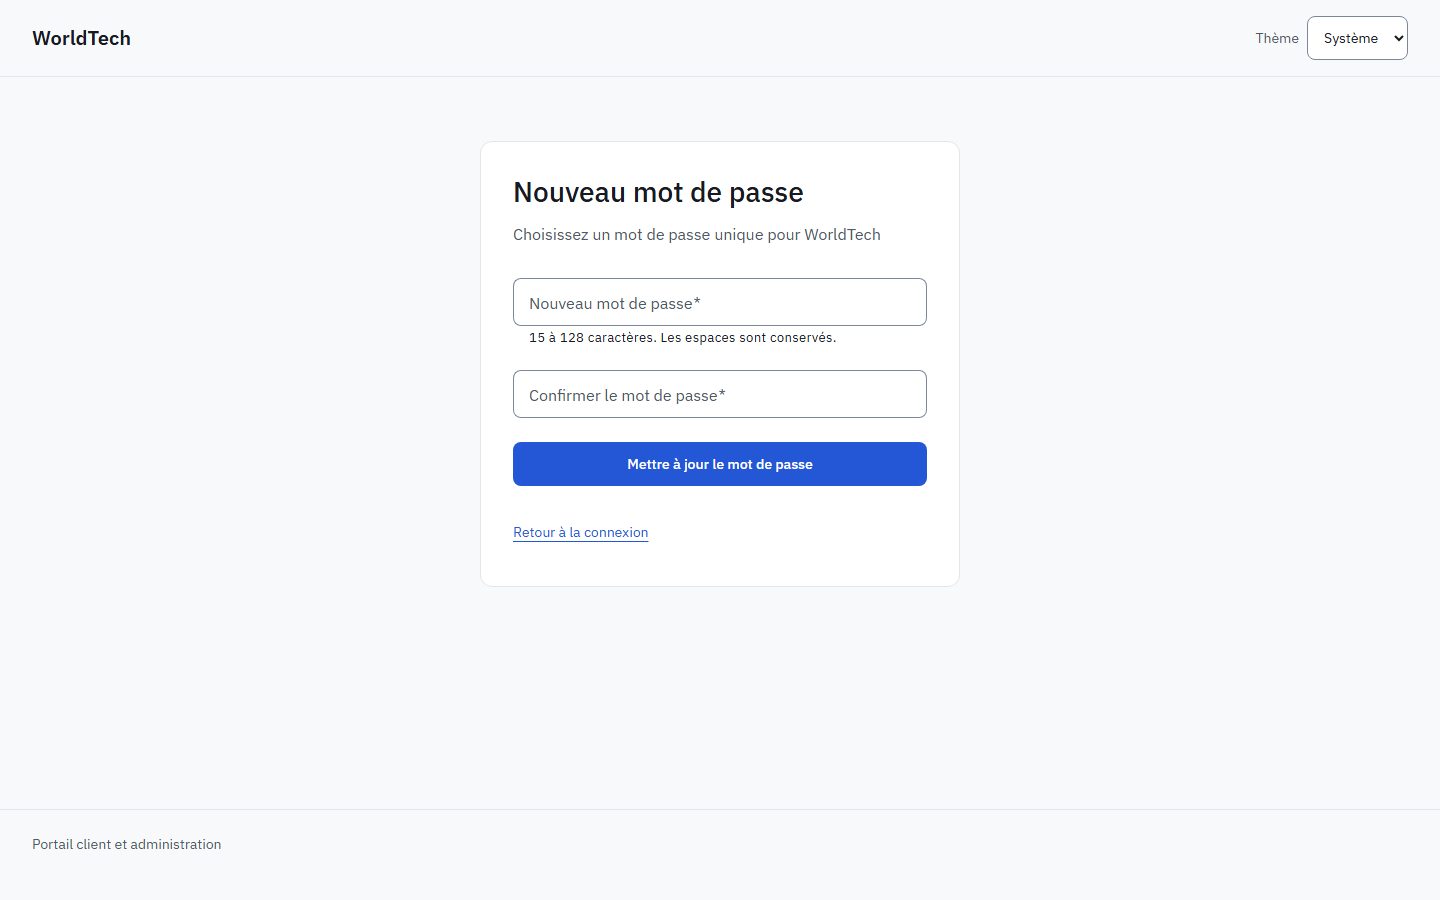 WorldTech
Thème
Système
Nouveau mot de passe
Choisissez un mot de passe unique pour WorldTech
Nouveau mot de passe*
15 à 128 caractères. Les espaces sont conservés.
Confirmer le mot de passe*
Mettre à jour le mot de passe
Retour à la connexion
Portail client et administration